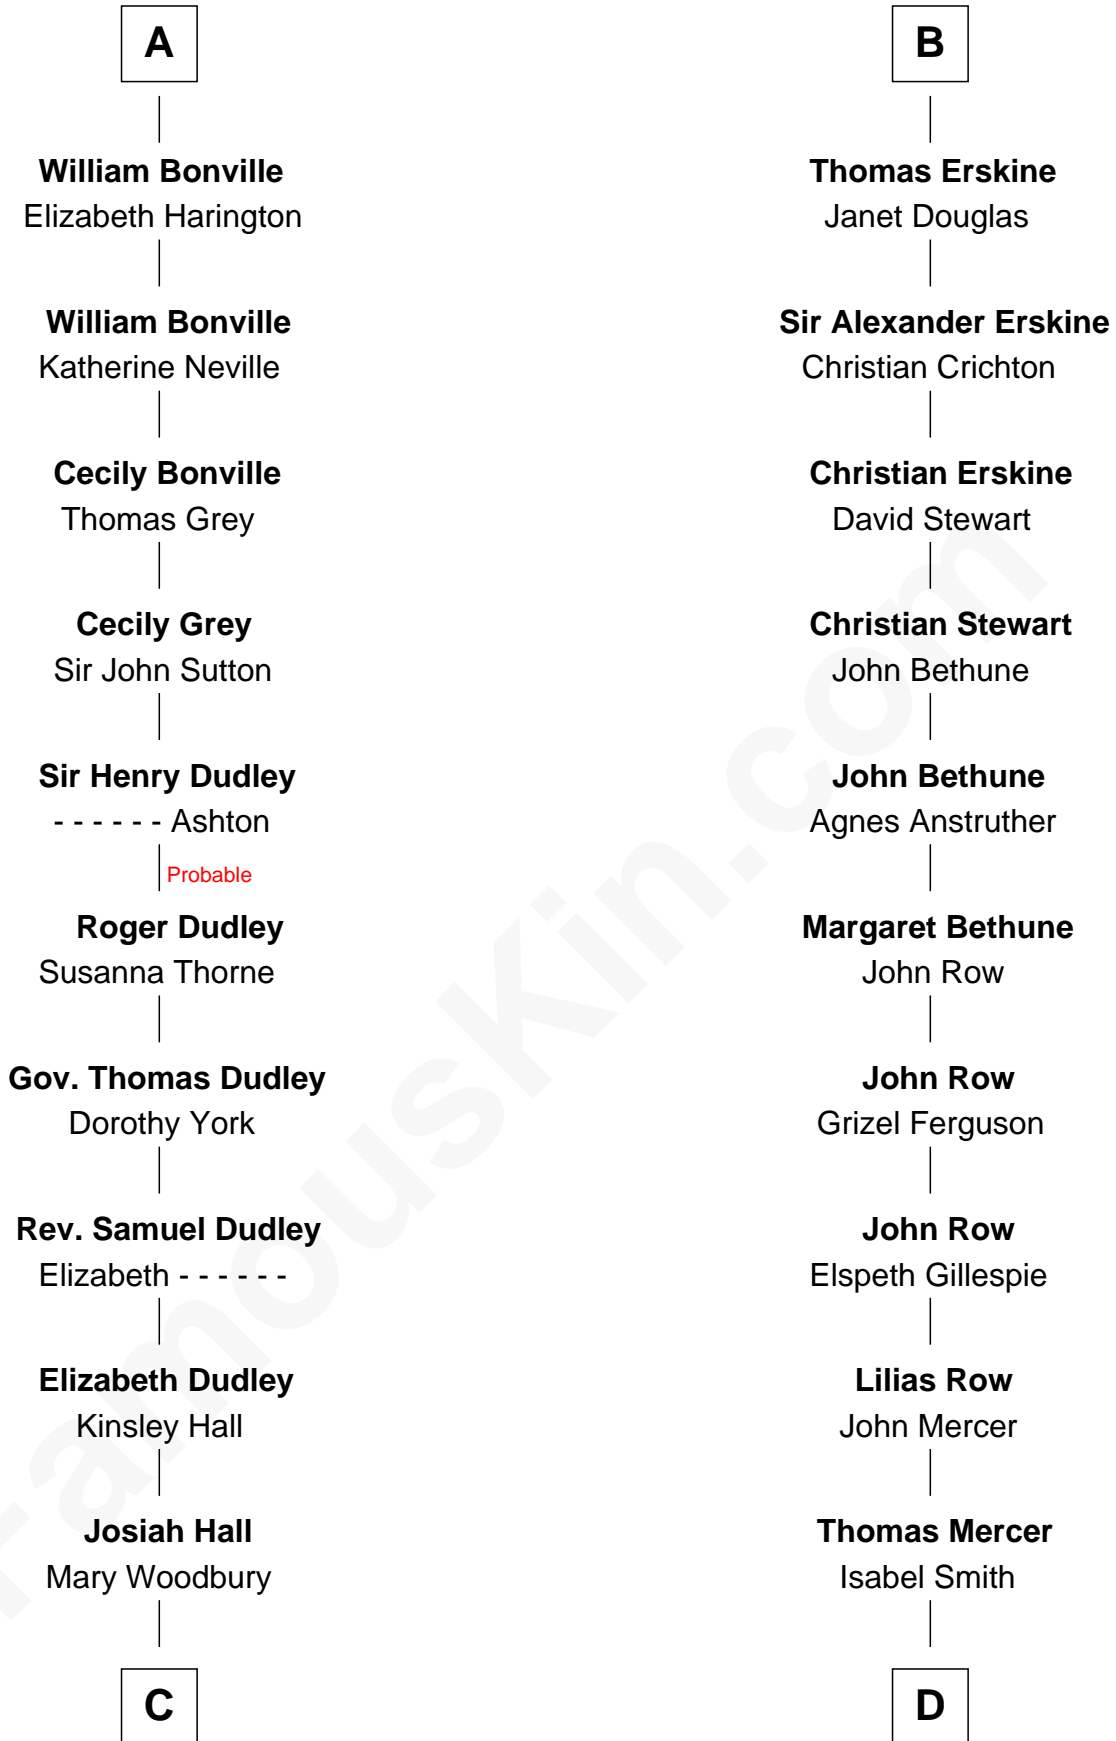 A
William Bonville
Elizabeth Harington
William Bonville
Katherine Neville
Cecily Bonville
Thomas Grey
Cecily Grey
Sir John Sutton
Sir Henry Dudley
- - - - - - Ashton
Probable
Roger Dudley
Susanna Thorne
Gov. Thomas Dudley
Dorothy York
Rev. Samuel Dudley
Elizabeth - - - - - -
Elizabeth Dudley
Kinsley Hall
Josiah Hall
Mary Woodbury
C
B
Thomas Erskine
Janet Douglas
Sir Alexander Erskine
Christian Crichton
Christian Erskine
David Stewart
Christian Stewart
John Bethune
John Bethune
Agnes Anstruther
Margaret Bethune
John Row
John Row
Grizel Ferguson
John Row
Elspeth Gillespie
Lilias Row
John Mercer
Thomas Mercer
Isabel Smith
D
FamousKin.com